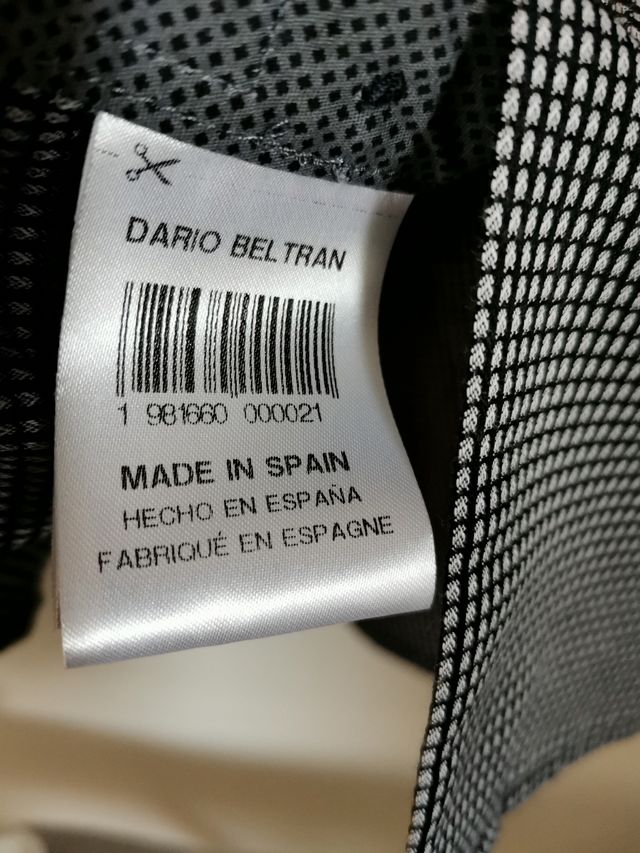 DARIO BELTRAN
1 981660 000021
MADE IN SPAIN
HECHO EN ESPAÑA
FABRIQUÉ EN ESPAGNE